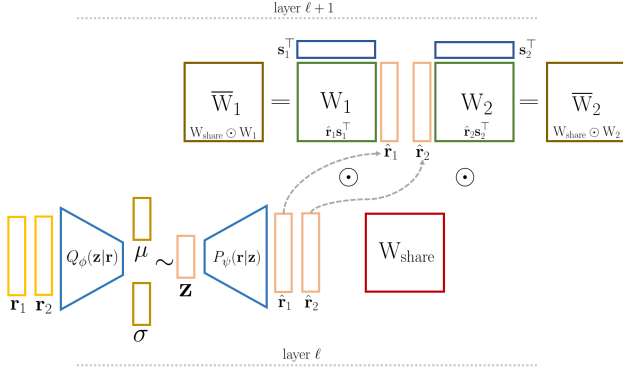 layer ℓ + 1
s₁^⊤
s₂^⊤
W̅₁ = W₁ W₂ = W̅₂
W_share ⊙ W₁ r̂₁s₁^⊤ r̂₂s₂^⊤ W_share ⊙ W₂
r̂₁ r̂₂
⊙ ⊙
Q_ϕ(z|r) μ ∼ P_ψ(r|z) W_share
r₁ r₂ z r̂₁ r̂₂
σ
layer ℓ